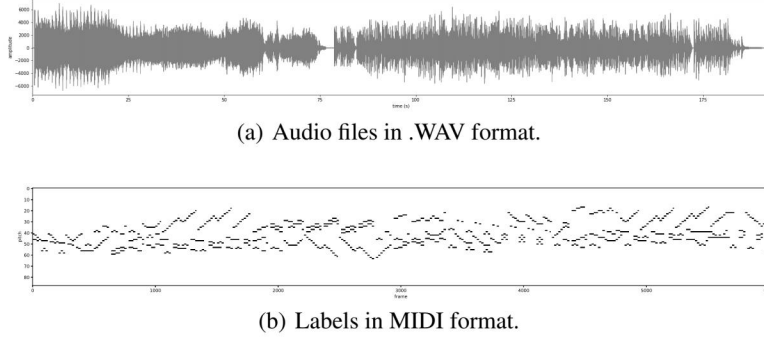 6000
4000
2000
0
−2000
−4000
−6000
amplitude
0 25 50 75 100 125 150 175
time (s)
(a) Audio files in .WAV format.
0
10
20
30
40
50
60
70
80
pitch
0 1000 2000 3000 4000 5000
frame
(b) Labels in MIDI format.